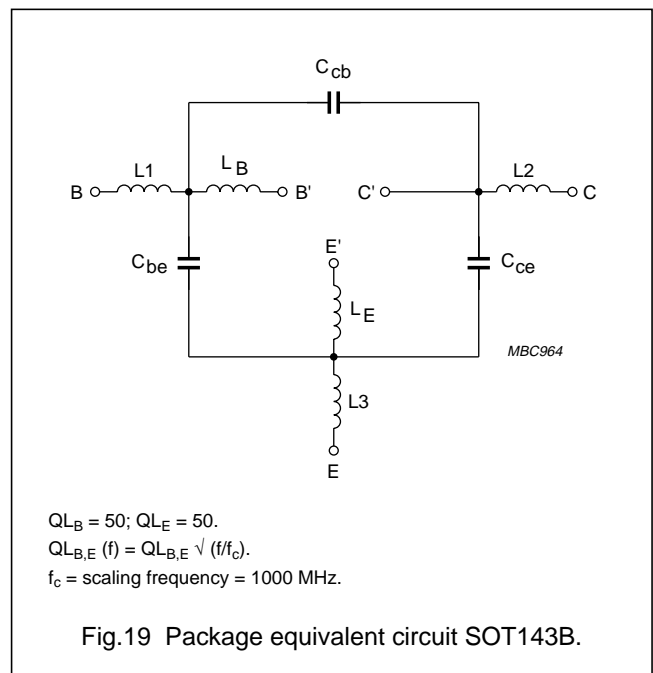 Ccb
L1
LB
L2
B
B'
C'
C
Cbe
E'
Cce
LE
MBC964
L3
E
QLB = 50; QLE = 50.
QLB,E (f) = QLB,E √ (f/fc).
fc = scaling frequency = 1000 MHz.
Fig.19 Package equivalent circuit SOT143B.